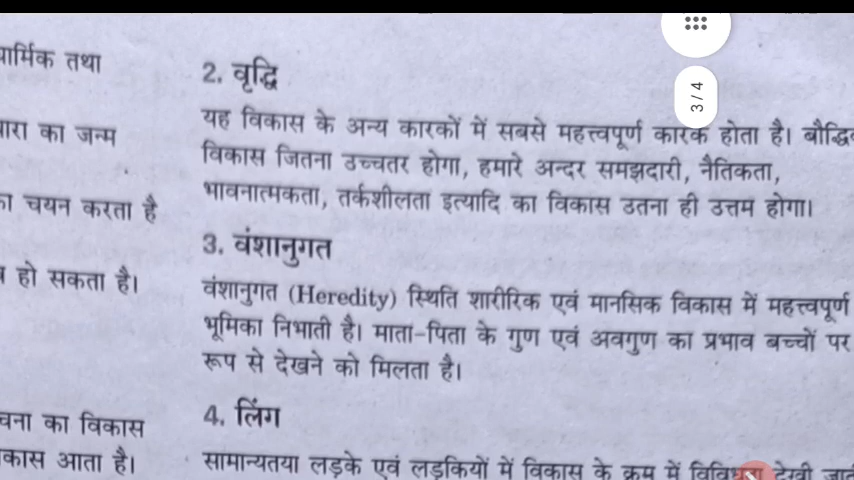 तथा
का जन्म
चयन करता है
हो सकता है।
का विकास
आता है।
3/4
2. वृद्धि
यह विकास के अन्य कारकों में सबसे महत्त्वपूर्ण कारक होता है।
विकास जितना उच्चतर होगा, हमारे अन्दर समझदारी, नैतिकता,
भावनात्मकता, तर्कशीलता इत्यादि का विकास उतना ही उत्तम होगा।
3. वंशानुगत
वंशानुगत (Heredity) स्थिति शारीरिक एवं मानसिक विकास में महत्त्वपूर्ण
भूमिका निभाती है। माता-पिता के गुण एवं अवगुण का प्रभाव बच्चों पर
रूप से देखने को मिलता है।
4. लिंग
सामान्यतया लड़के एवं लड़कियों में विकास के क्रम में देखी